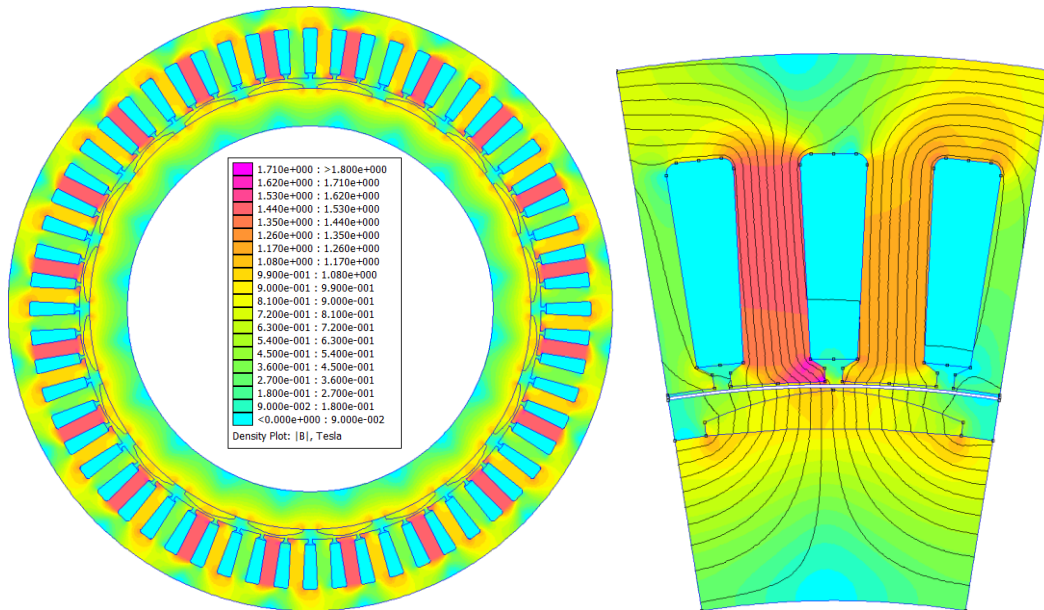 1.710e+000 : >1.800e+000
1.620e+000 : 1.710e+000
1.530e+000 : 1.620e+000
1.440e+000 : 1.530e+000
1.350e+000 : 1.440e+000
1.260e+000 : 1.350e+000
1.170e+000 : 1.260e+000
1.080e+000 : 1.170e+000
9.900e-001 : 1.080e+000
9.000e-001 : 9.900e-001
8.100e-001 : 9.000e-001
7.200e-001 : 8.100e-001
6.300e-001 : 7.200e-001
5.400e-001 : 6.300e-001
4.500e-001 : 5.400e-001
3.600e-001 : 4.500e-001
2.700e-001 : 3.600e-001
1.800e-001 : 2.700e-001
9.000e-002 : 1.800e-001
<0.000e+000 : 9.000e-002
Density Plot: |B|, Tesla